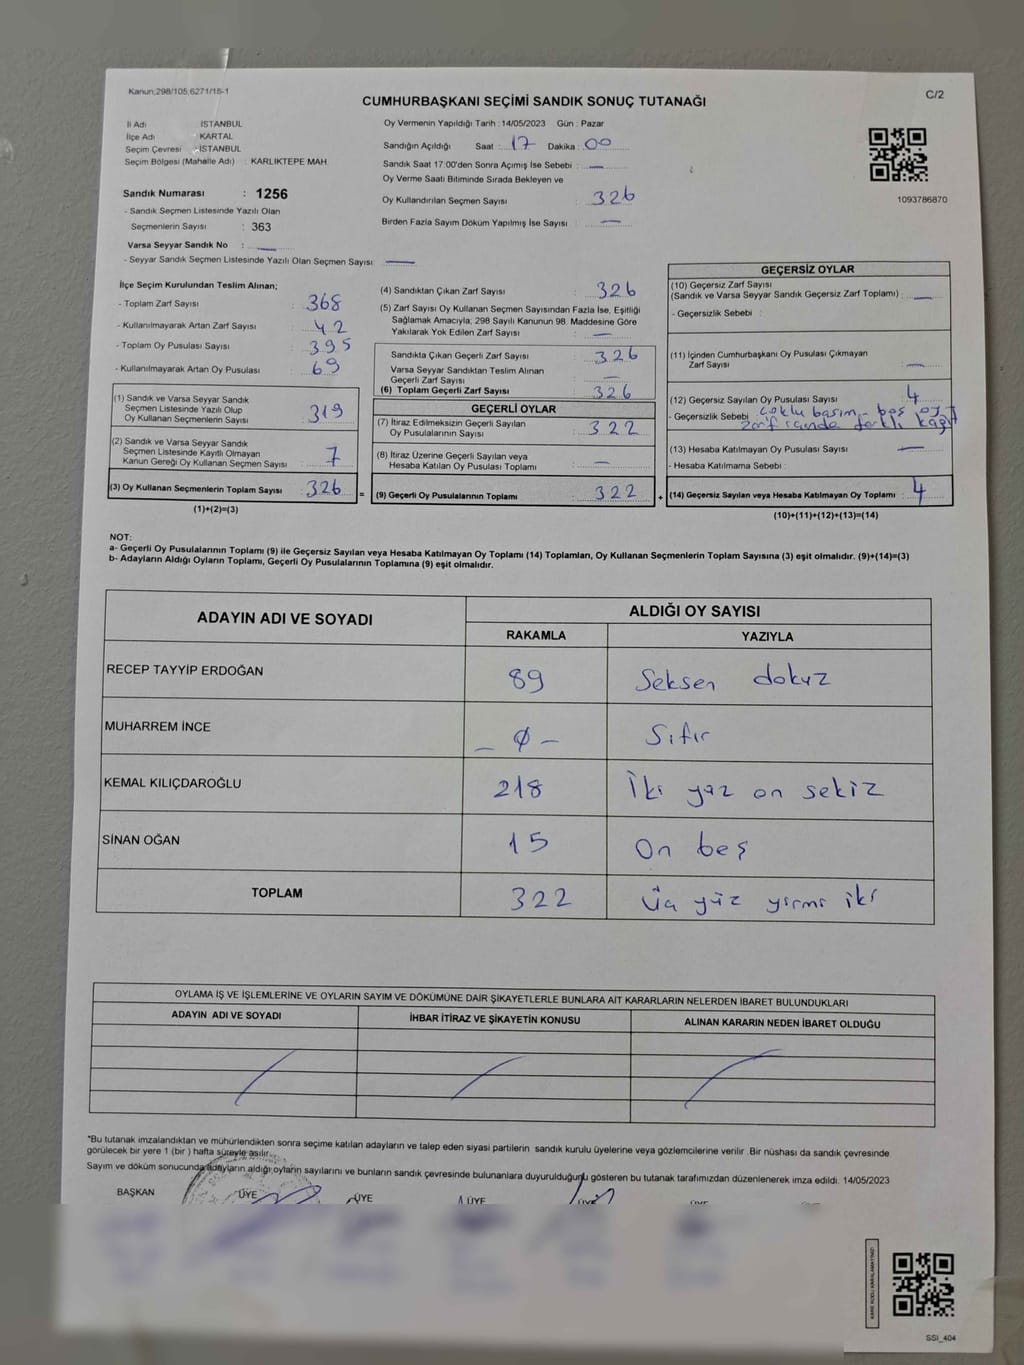 Kanun;298/105,6271/18-1
C/2
CUMHURBAŞKANI SEÇİMİ SANDIK SONUÇ TUTANAĞI
İl Adı : İSTANBUL
İlçe Adı : KARTAL
Seçim Çevresi : İSTANBUL
Seçim Bölgesi (Mahalle Adı) : KARLIKTEPE MAH.
Sandık Numarası : 1256
- Sandık Seçmen Listesinde Yazılı Olan
Seçmenlerin Sayısı : 363
Varsa Seyyar Sandık No : —
- Seyyar Sandık Seçmen Listesinde Yazılı Olan Seçmen Sayısı: —
Oy Vermenin Yapıldığı Tarih : 14/05/2023 Gün : Pazar
Sandığın Açıldığı Saat : 17 Dakika : 00
Sandık Saat 17:00'den Sonra Açımış İse Sebebi : —
Oy Verme Saati Bitiminde Sırada Bekleyen ve
Oy Kullandırılan Seçmen Sayısı : 326
Birden Fazla Sayım Döküm Yapılmış İse Sayısı : —
1093786870
İlçe Seçim Kurulundan Teslim Alınan;
- Toplam Zarf Sayısı : 368
- Kullanılmayarak Artan Zarf Sayısı : 42
- Toplam Oy Pusulası Sayısı : 395
- Kullanılmayarak Artan Oy Pusulası : 69
(1) Sandık ve Varsa Seyyar Sandık
Seçmen Listesinde Yazılı Olup
Oy Kullanan Seçmenlerin Sayısı : 319
(2) Sandık ve Varsa Seyyar Sandık
Seçmen Listesinde Kayıtlı Olmayan
Kanun Gereği Oy Kullanan Seçmen Sayısı : 7
(3) Oy Kullanan Seçmenlerin Toplam Sayısı : 326
(1)+(2)=(3)
=
(4) Sandıktan Çıkan Zarf Sayısı : 326
(5) Zarf Sayısı Oy Kullanan Seçmen Sayısından Fazla İse, Eşitliği
Sağlamak Amacıyla; 298 Sayılı Kanunun 98. Maddesine Göre
Yakılarak Yok Edilen Zarf Sayısı : —
Sandıkta Çıkan Geçerli Zarf Sayısı : 326
Varsa Seyyar Sandıktan Teslim Alınan
Geçerli Zarf Sayısı : —
(6) Toplam Geçerli Zarf Sayısı : 326
GEÇERLİ OYLAR
(7) İtiraz Edilmeksizin Geçerli Sayılan
Oy Pusulalarının Sayısı : 322
(8) İtiraz Üzerine Geçerli Sayılan veya
Hesaba Katılan Oy Pusulası Toplamı : —
(9) Geçerli Oy Pusulalarının Toplamı : 322
+
GEÇERSİZ OYLAR
(10) Geçersiz Zarf Sayısı
(Sandık ve Varsa Seyyar Sandık Geçersiz Zarf Toplamı) : —
- Geçersizlik Sebebi :
(11) İçinden Cumhurbaşkanı Oy Pusulası Çıkmayan
Zarf Sayısı : —
(12) Geçersiz Sayılan Oy Pusulası Sayısı : 4
- Geçersizlik Sebebi : çoklu basım - boş oy
zarf içinde farklı kağıt
(13) Hesaba Katılmayan Oy Pusulası Sayısı : —
- Hesaba Katılmama Sebebi :
(14) Geçersiz Sayılan veya Hesaba Katılmayan Oy Toplamı : 4
(10)+(11)+(12)+(13)=(14)
NOT:
a- Geçerli Oy Pusulalarının Toplamı (9) ile Geçersiz Sayılan veya Hesaba Katılmayan Oy Toplamı (14) Toplamları, Oy Kullanan Seçmenlerin Toplam Sayısına (3) eşit olmalıdır. (9)+(14)=(3)
b- Adayların Aldığı Oyların Toplamı, Geçerli Oy Pusulalarının Toplamına (9) eşit olmalıdır.
ADAYIN ADI VE SOYADI ALDIĞI OY SAYISI
RAKAMLA YAZIYLA
RECEP TAYYİP ERDOĞAN 89 Seksen dokuz
MUHARREM İNCE — 0 — Sıfır
KEMAL KILIÇDAROĞLU 218 İki yüz on sekiz
SİNAN OĞAN 15 On beş
TOPLAM 322 Üç yüz yirmi iki
OYLAMA İŞ VE İŞLEMLERİNE VE OYLARIN SAYIM VE DÖKÜMÜNE DAİR ŞİKAYETLERLE BUNLARA AİT KARARLARIN NELERDEN İBARET BULUNDUKLARI
ADAYIN ADI VE SOYADI İHBAR İTİRAZ VE ŞİKAYETİN KONUSU ALINAN KARARIN NEDEN İBARET OLDUĞU
*Bu tutanak imzalandıktan ve mühürlendikten sonra seçime katılan adayların ve talep eden siyasi partilerin sandık kurulu üyelerine veya gözlemcilerine verilir .Bir nüshası da sandık çevresinde
görülecek bir yere 1 (bir ) hafta süreyle asılır.
Sayım ve döküm sonucunda adayların aldığı oyların sayılarını ve bunların sandık çevresinde bulunanlara duyurulduğunu gösteren bu tutanak tarafımızdan düzenlenerek imza edildi. 14/05/2023
BAŞKAN ÜYE ÜYE ÜYE ÜYE
SSİ_404